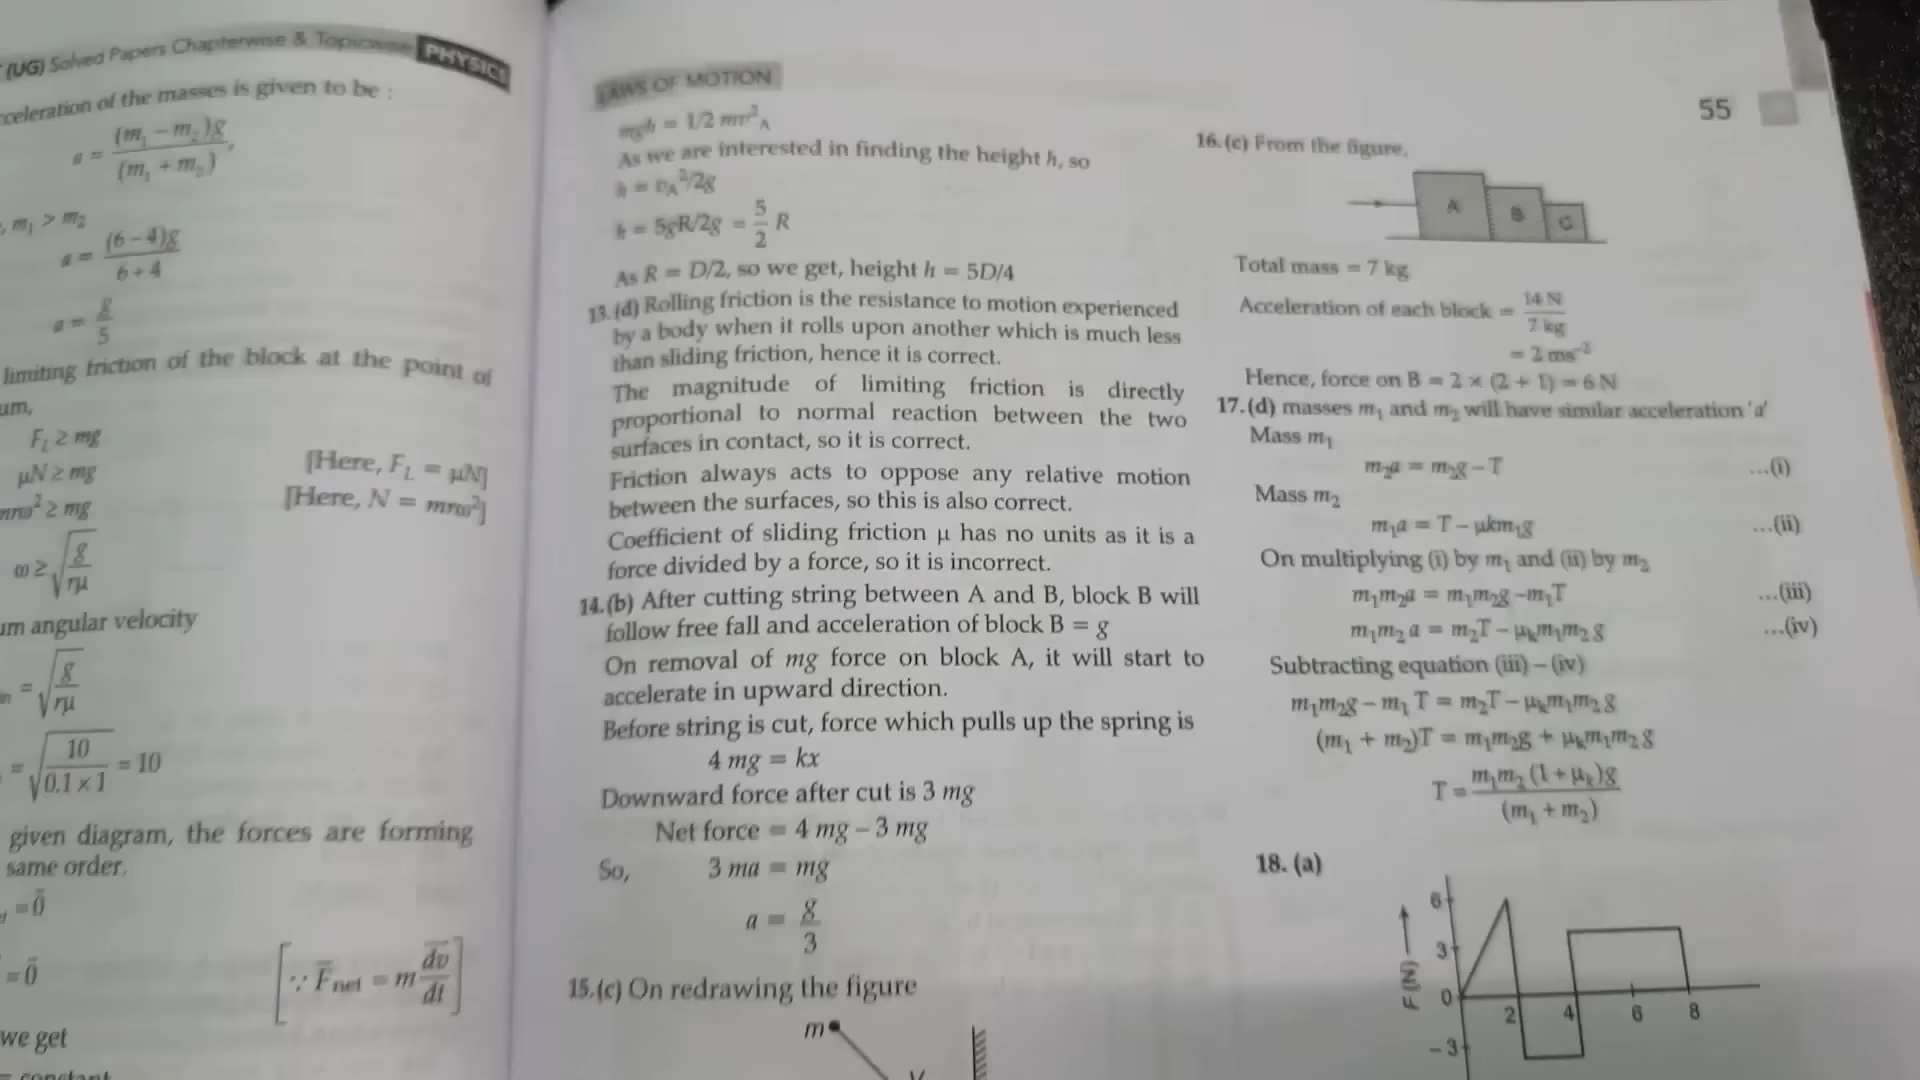 (UG) Solved Papers Chapterwise & Topicwise PHYSICS
cceleration of the masses is given to be :
a = (m₁ − m₂)g / (m₁ + m₂) ,
, m₁ > m₂
a = (6 − 4)g / 6 + 4
a = g / 5
limiting friction of the block at the point of
um,
F_L ≥ mg
μN ≥ mg [Here, F_L = μN]
mrω² ≥ mg [Here, N = mrω²]
ω ≥ √(g / rμ)
um angular velocity
= √(g / rμ)
= √(10 / 0.1 × 1) = 10
given diagram, the forces are forming
same order.
= 0⃗
= 0⃗ [∵ F̅_net = m dv̅ / dt]
we get
= constant
LAWS OF MOTION
mgh = 1/2 mv²_A
As we are interested in finding the height h, so
h = v_A²/2g
h = 5gR/2g = 5/2 R
As R = D/2, so we get, height h = 5D/4
13. (d) Rolling friction is the resistance to motion experienced
by a body when it rolls upon another which is much less
than sliding friction, hence it is correct.
The magnitude of limiting friction is directly
proportional to normal reaction between the two
surfaces in contact, so it is correct.
Friction always acts to oppose any relative motion
between the surfaces, so this is also correct.
Coefficient of sliding friction μ has no units as it is a
force divided by a force, so it is incorrect.
14. (b) After cutting string between A and B, block B will
follow free fall and acceleration of block B = g
On removal of mg force on block A, it will start to
accelerate in upward direction.
Before string is cut, force which pulls up the spring is
4 mg = kx
Downward force after cut is 3 mg
Net force = 4 mg − 3 mg
So, 3 ma = mg
a = g / 3
15. (c) On redrawing the figure
m
55
16. (c) From the figure,
A B C
Total mass = 7 kg
Acceleration of each block = 14 N / 7 kg
= 2 ms⁻²
Hence, force on B = 2 × (2 + 1) = 6 N
17. (d) masses m₁ and m₂ will have similar acceleration 'a'
Mass m₁
m₂a = m₂g − T ...(i)
Mass m₂
m₁a = T − μkm₁g ...(ii)
On multiplying (i) by m₁ and (ii) by m₂
m₁m₂a = m₁m₂g − m₁T ...(iii)
m₁m₂ a = m₂T − μₖm₁m₂ g ...(iv)
Subtracting equation (iii) − (iv)
m₁m₂g − m₁ T = m₂T − μₖm₁m₂ g
(m₁ + m₂)T = m₁m₂g + μₖm₁m₂ g
T = m₁m₂ (1 + μₖ)g / (m₁ + m₂)
18. (a)
F (N)
6
3
0
2 4 6 8
− 3